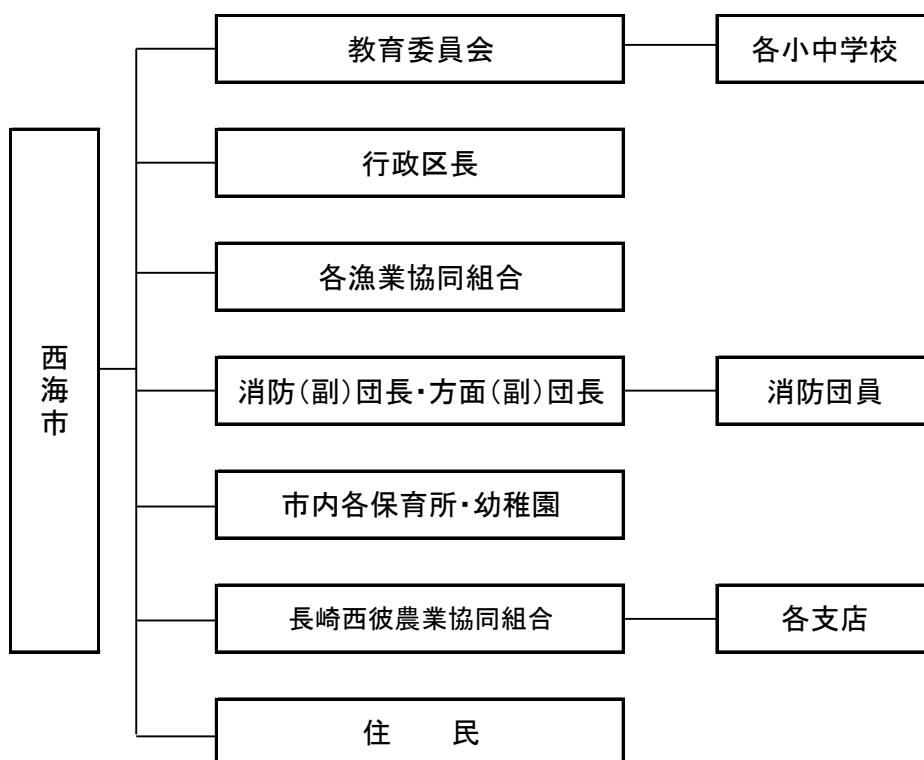 教育委員会
各小中学校
行政区長
各漁業協同組合
西海市
消防(副)団長・方面(副)団長
消防団員
市内各保育所・幼稚園
長崎西彼農業協同組合
各支店
住　　民